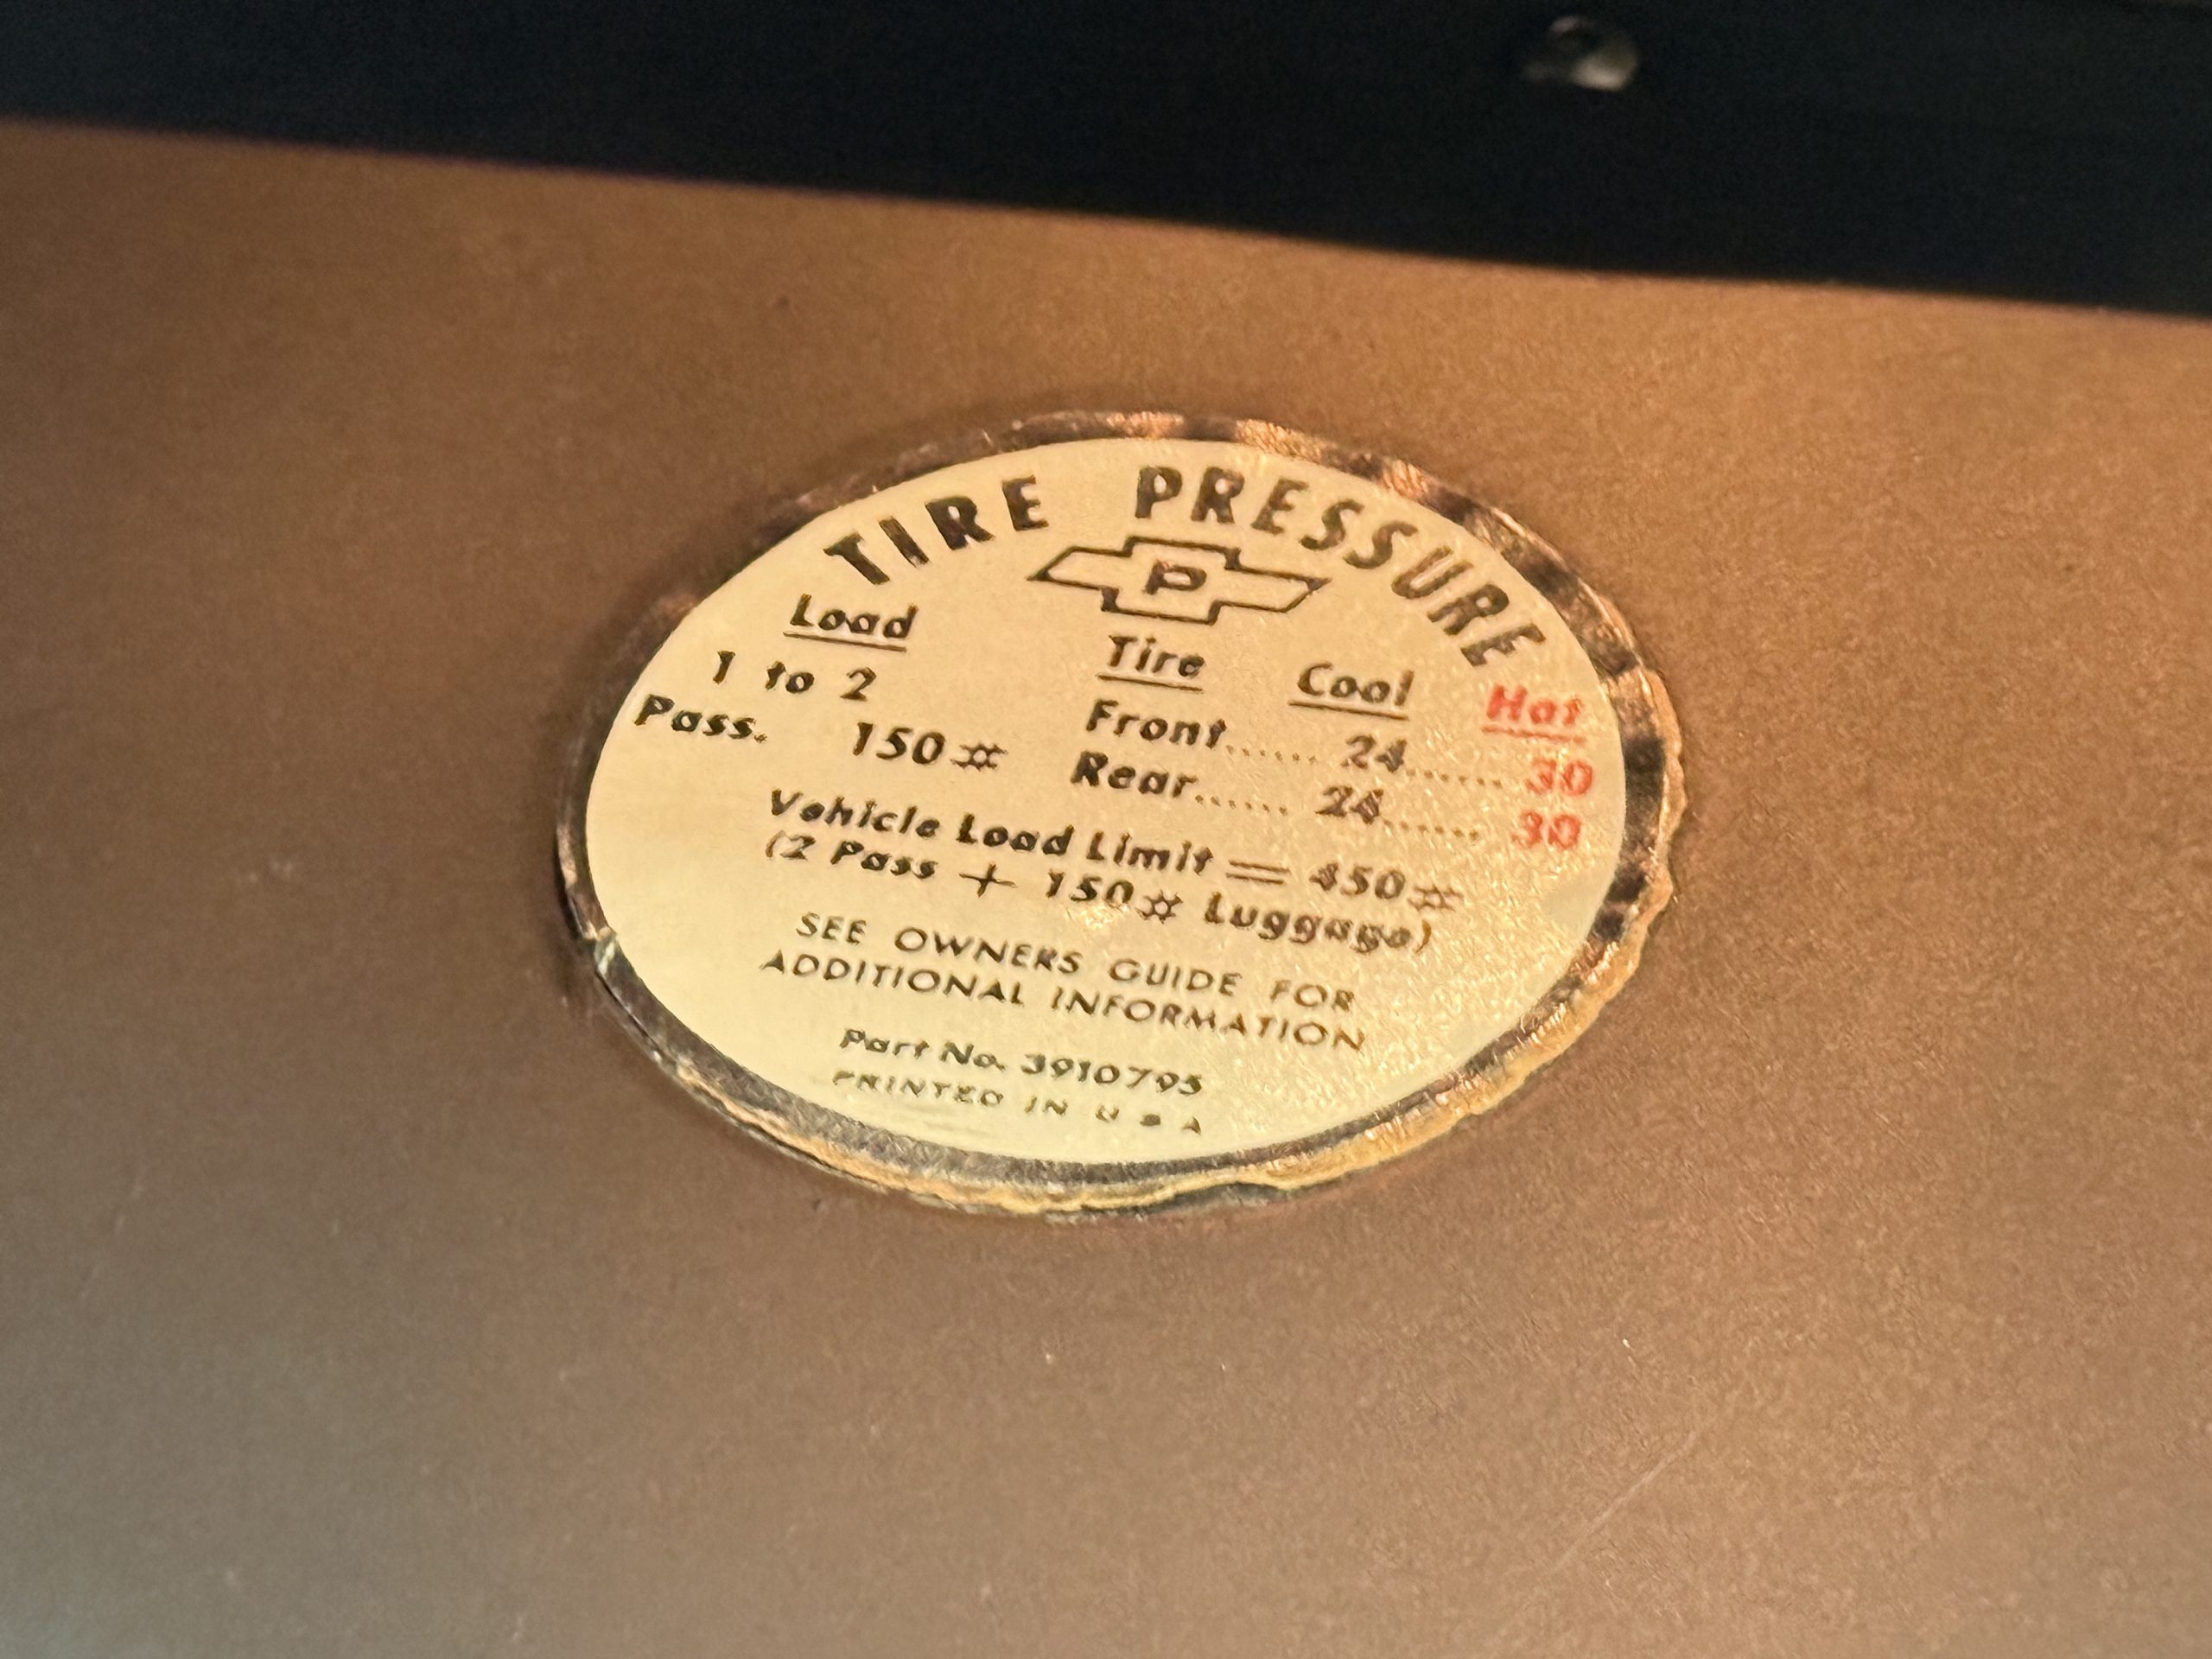 TIRE PRESSURE
P
Load Tire Cool Hot
1 to 2 Front...... 24....... 30
Pass. 150# Rear...... 24....... 30
Vehicle Load Limit = 450#
(2 Pass + 150# Luggage)
SEE OWNERS GUIDE FOR
ADDITIONAL INFORMATION
Part No. 3910795
PRINTED IN U S A